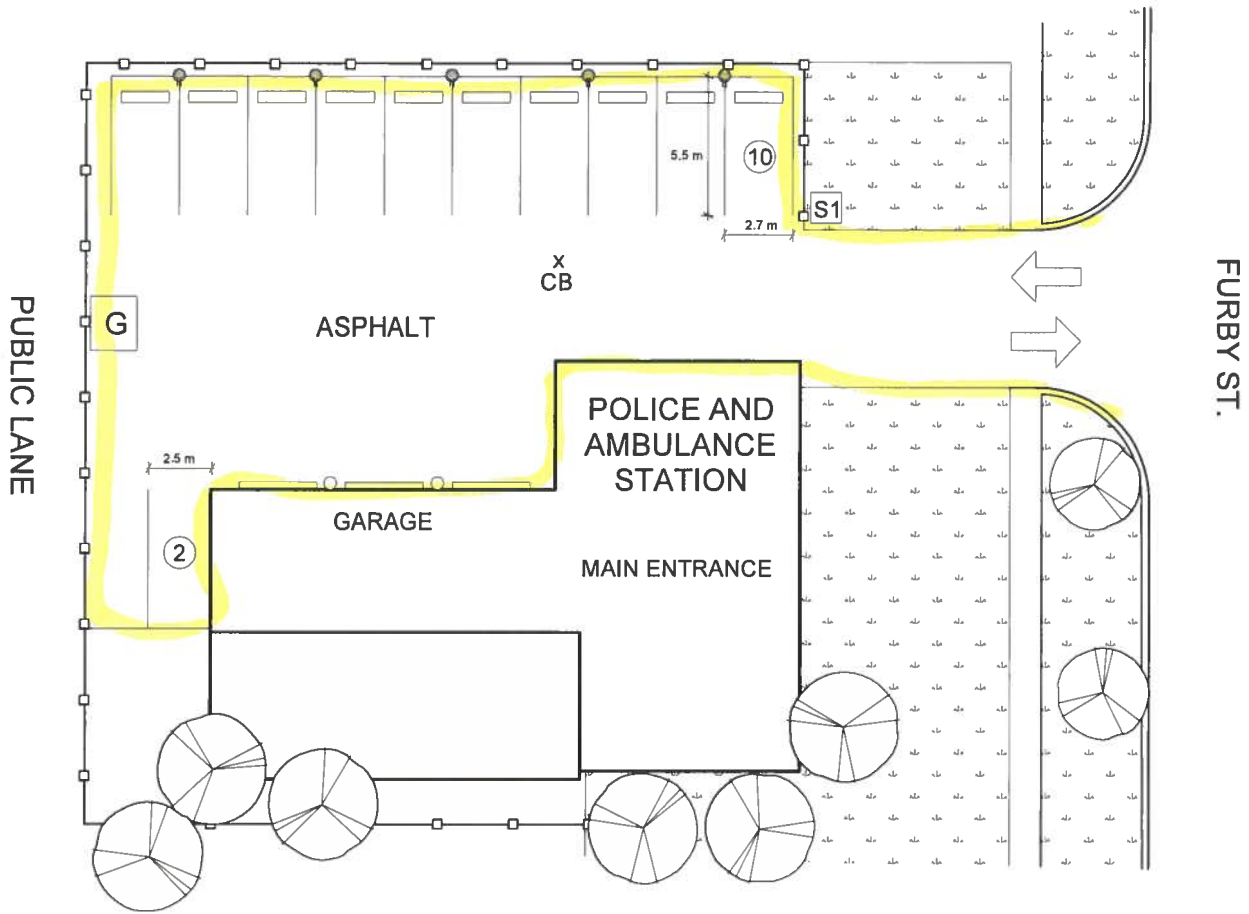 5.5 m
10
S1
2.7 m
x
CB
FURBY ST.
PUBLIC LANE
G
ASPHALT
POLICE AND
AMBULANCE
STATION
2.5 m
GARAGE
2
MAIN ENTRANCE